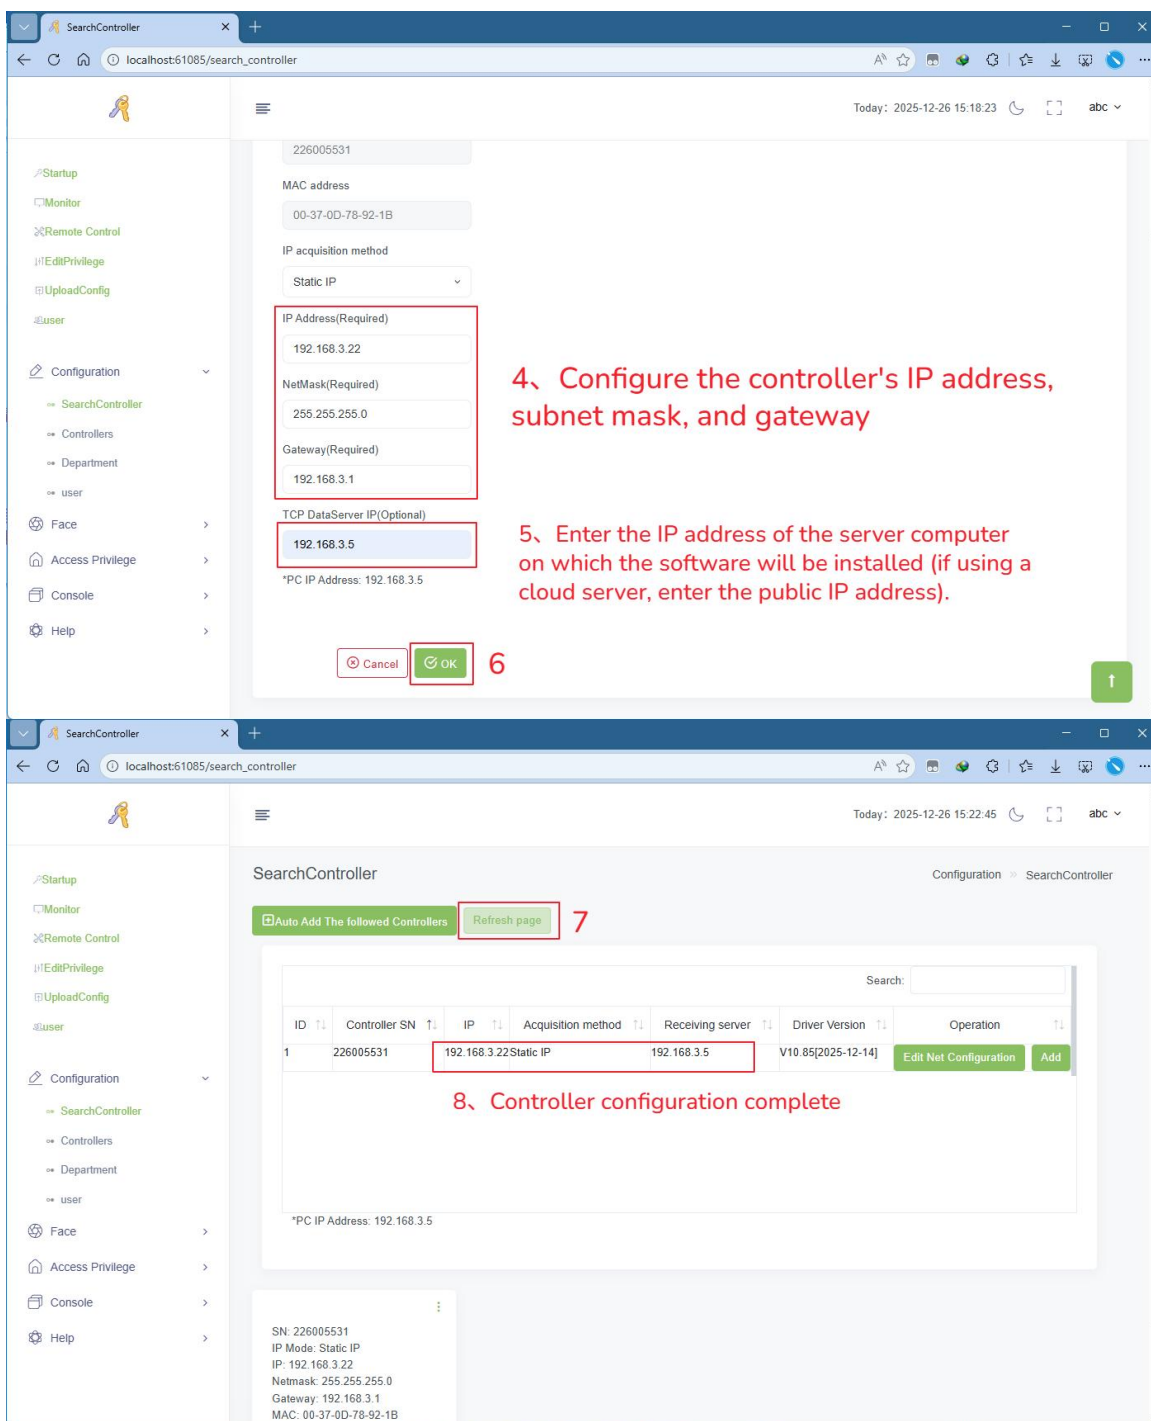 SearchController
localhost:61085/search_controller
Today: 2025-12-26 15:18:23
abc
Startup
Monitor
Remote Control
EditPrivilege
UploadConfig
user
Configuration
SearchController
Controllers
Department
user
Face
Access Privilege
Console
Help
226005531
MAC address
00-37-0D-78-92-1B
IP acquisition method
Static IP
IP Address(Required)
192.168.3.22
NetMask(Required)
255.255.255.0
Gateway(Required)
192.168.3.1
TCP DataServer IP(Optional)
192.168.3.5
*PC IP Address: 192.168.3.5
Cancel
OK
4、Configure the controller's IP address,
subnet mask, and gateway
5、Enter the IP address of the server computer
on which the software will be installed (if using a
cloud server, enter the public IP address).
6
SearchController
localhost:61085/search_controller
Today: 2025-12-26 15:22:45
abc
Startup
Monitor
Remote Control
EditPrivilege
UploadConfig
user
Configuration
SearchController
Controllers
Department
user
Face
Access Privilege
Console
Help
SearchController
Configuration » SearchController
Auto Add The followed Controllers
Refresh page
7
Search:
ID Controller SN IP Acquisition method Receiving server Driver Version Operation
1 226005531 192.168.3.22 Static IP 192.168.3.5 V10.85[2025-12-14] Edit Net Configuration Add
8、Controller configuration complete
*PC IP Address: 192.168.3.5
SN: 226005531
IP Mode: Static IP
IP: 192.168.3.22
Netmask: 255.255.255.0
Gateway: 192.168.3.1
MAC: 00-37-0D-78-92-1B